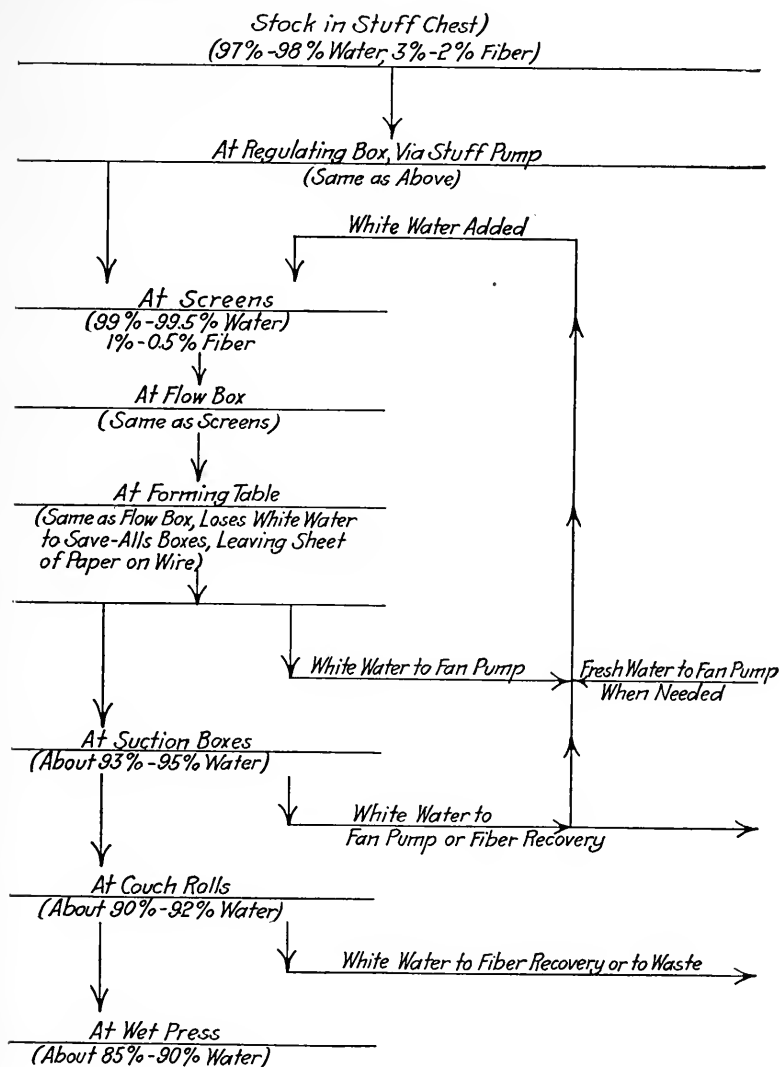 Stock in Stuff Chest)
(97%-98% Water, 3%-2% Fiber)
At Regulating Box, Via Stuff Pump
(Same as Above)
White Water Added
At Screens
(99%-99.5% Water)
1%-0.5% Fiber
At Flow Box
(Same as Screens)
At Forming Table
(Same as Flow Box, Loses White Water
to Save-Alls Boxes, Leaving Sheet
of Paper on Wire)
White Water to Fan Pump
Fresh Water to Fan Pump
When Needed
At Suction Boxes
(About 93%-95% Water)
White Water to
Fan Pump or Fiber Recovery
At Couch Rolls
(About 90%-92% Water)
White Water to Fiber Recovery or to Waste
At Wet Press
(About 85%-90% Water)